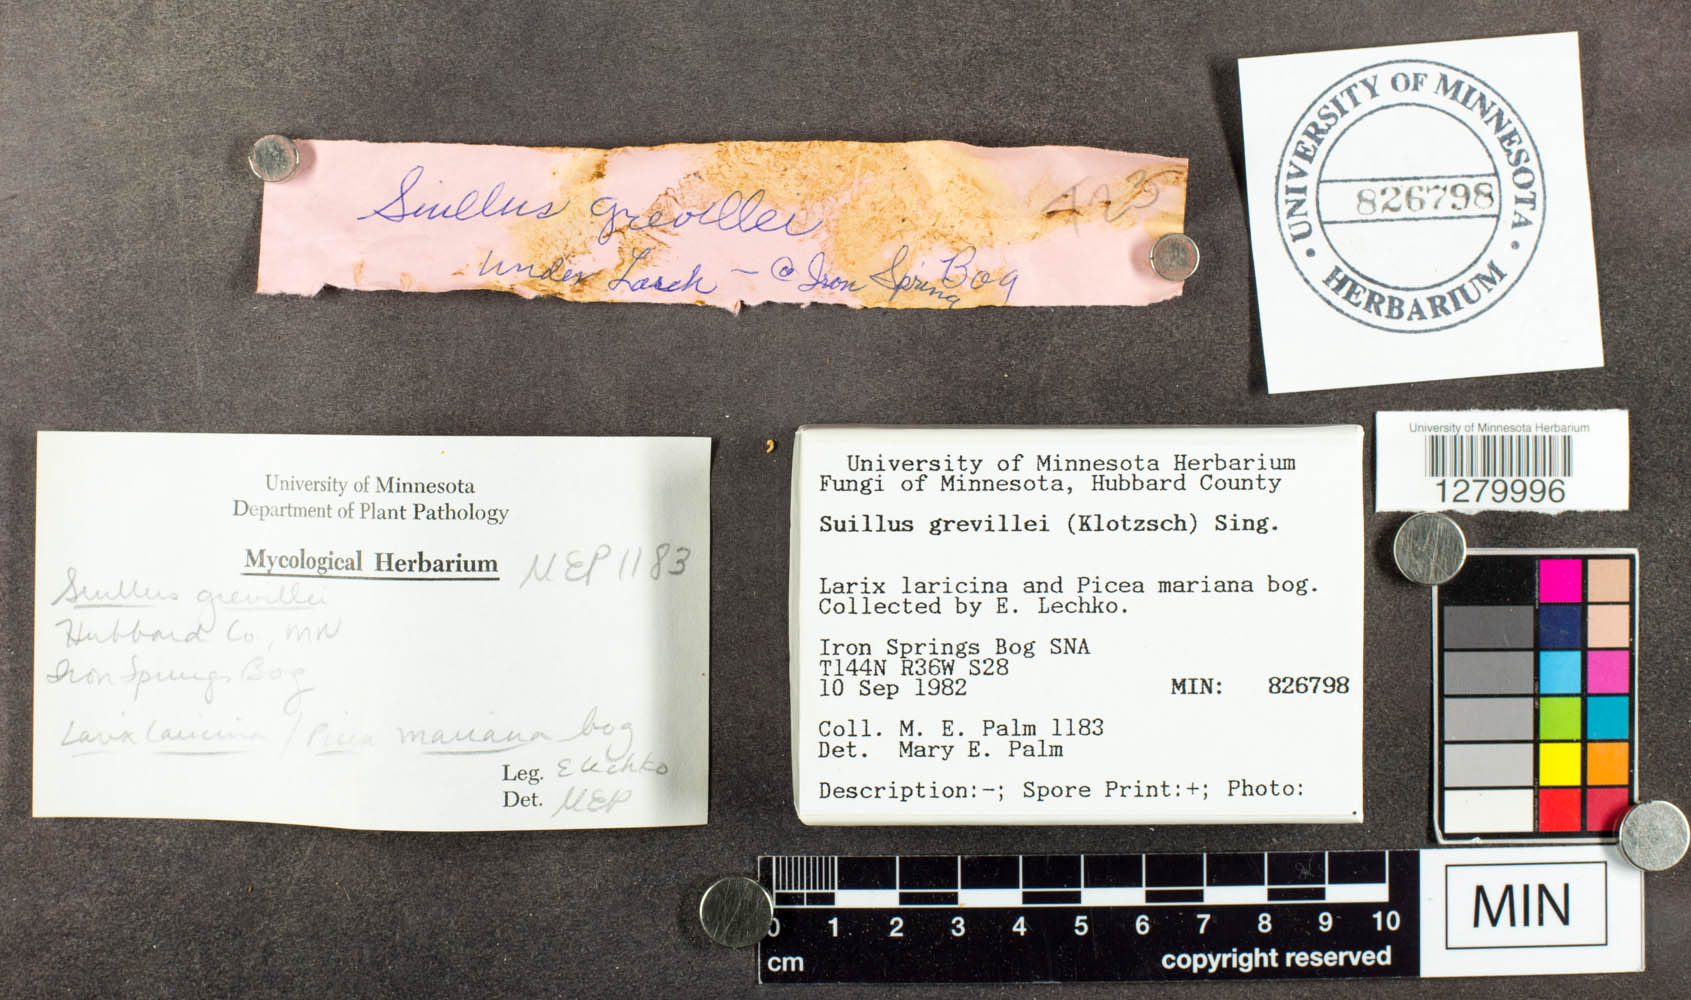 Suillus grevillei
under Larch - @ Iron Spring Bog
UNIVERSITY OF MINNESOTA
826798
HERBARIUM
University of Minnesota
Department of Plant Pathology
Mycological Herbarium
MEP 1183
Suillus grevillei
Hubbard Co, MN
Iron Springs Bog
Larix laricina / Picea mariana bog
Leg. E Lechko
Det. MEP
University of Minnesota Herbarium
Fungi of Minnesota, Hubbard County
Suillus grevillei (Klotzsch) Sing.
Larix laricina and Picea mariana bog.
Collected by E. Lechko.
Iron Springs Bog SNA
T144N R36W S28
10 Sep 1982 MIN: 826798
Coll. M. E. Palm 1183
Det. Mary E. Palm
Description:-; Spore Print:+; Photo:
University of Minnesota Herbarium
1279996
0 1 2 3 4 5 6 7 8 9 10
cm
copyright reserved
MIN